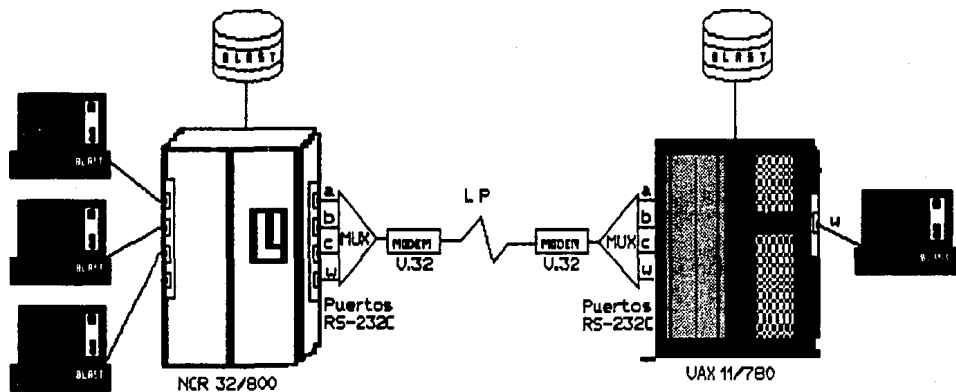 BLAST
BLAST
BLAST
BLAST
BLAST
BLAST
a
b
c
w
MUX
MODEM
V.32
LP
MODEM
V.32
MUX
a
b
c
w
w
Puertos
RS-232C
Puertos
RS-232C
NCR 32/800
VAX 11/780